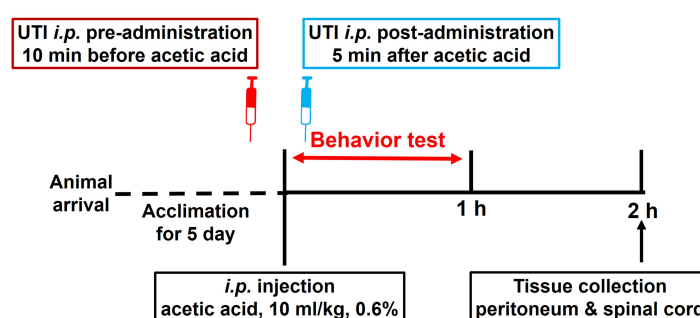 UTI i.p. pre-administration
10 min before acetic acid
UTI i.p. post-administration
5 min after acetic acid
Behavior test
Animal
arrival
Acclimation
for 5 day
1 h
2 h
i.p. injection
acetic acid, 10 ml/kg, 0.6%
Tissue collection
peritoneum & spinal cord